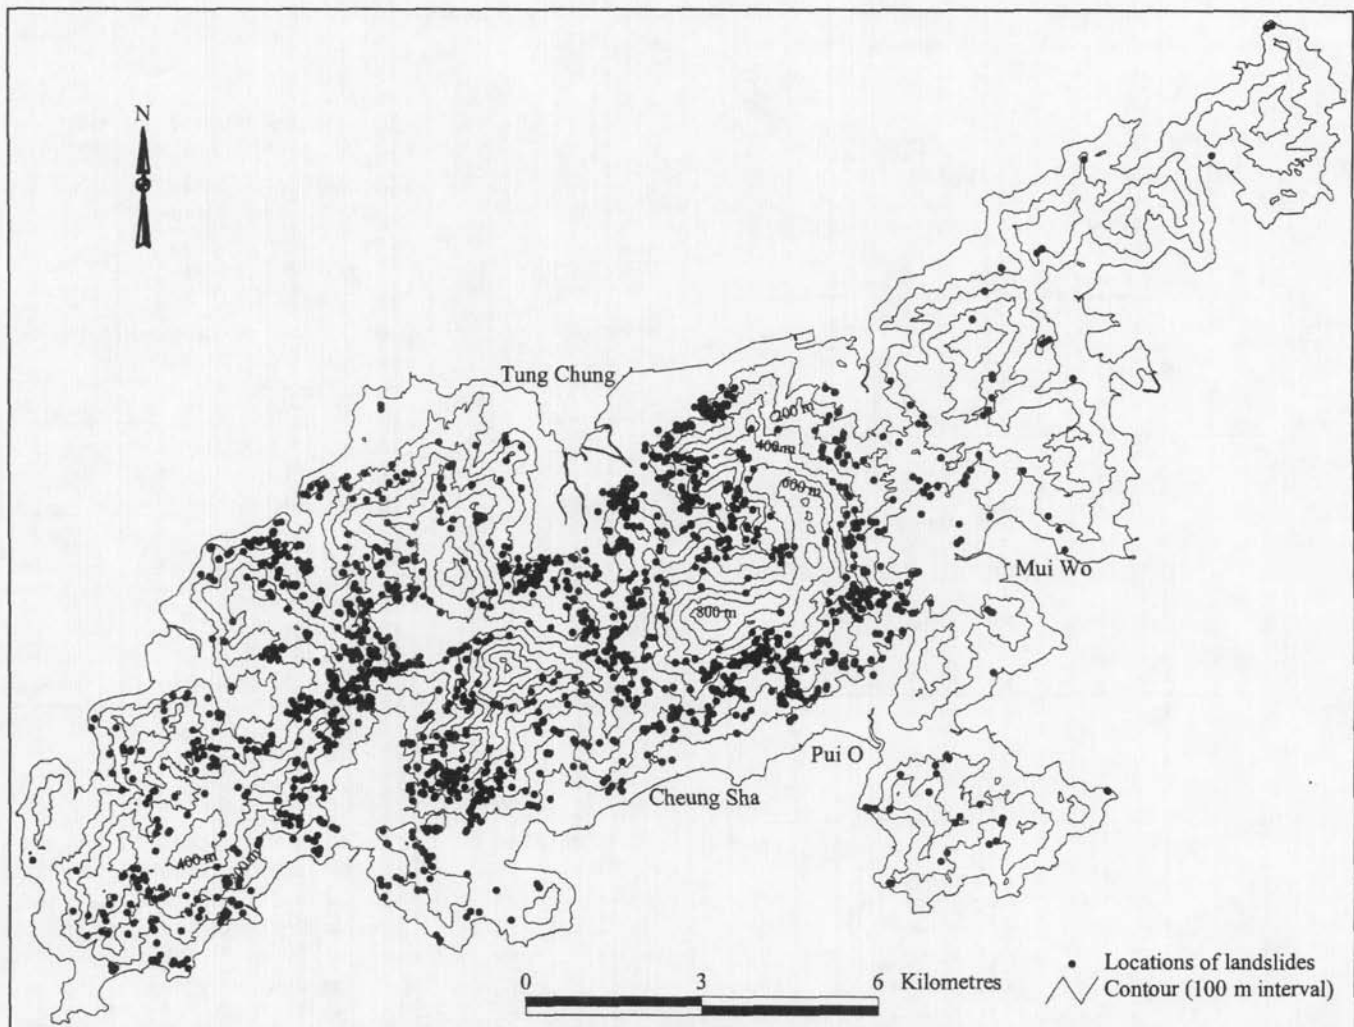 N
Tung Chung
200 m
400 m
600 m
800 m
Mui Wo
Pui O
Cheung Sha
400 m
0 3 6 Kilometres
Locations of landslides
Contour (100 m interval)